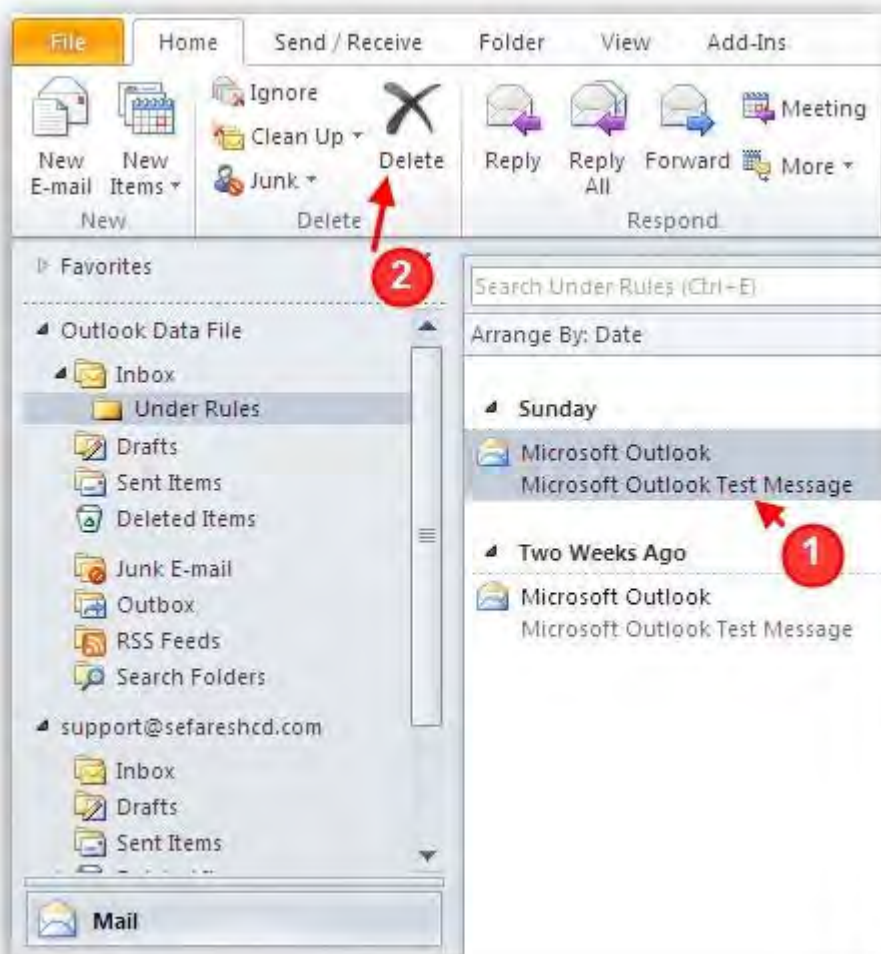 File Home Send / Receive Folder View Add-Ins
New E-mail
New Items
Ignore
Clean Up
Junk
Delete
Reply
Reply All
Forward
Meeting
More
New Delete Respond
2
Favorites
Outlook Data File
Inbox
Under Rules
Drafts
Sent Items
Deleted Items
Junk E-mail
Outbox
RSS Feeds
Search Folders
support@sefareshcd.com
Inbox
Drafts
Sent Items
Mail
Search Under Rules (Ctrl+E)
Arrange By: Date
Sunday
Microsoft Outlook
Microsoft Outlook Test Message
1
Two Weeks Ago
Microsoft Outlook
Microsoft Outlook Test Message